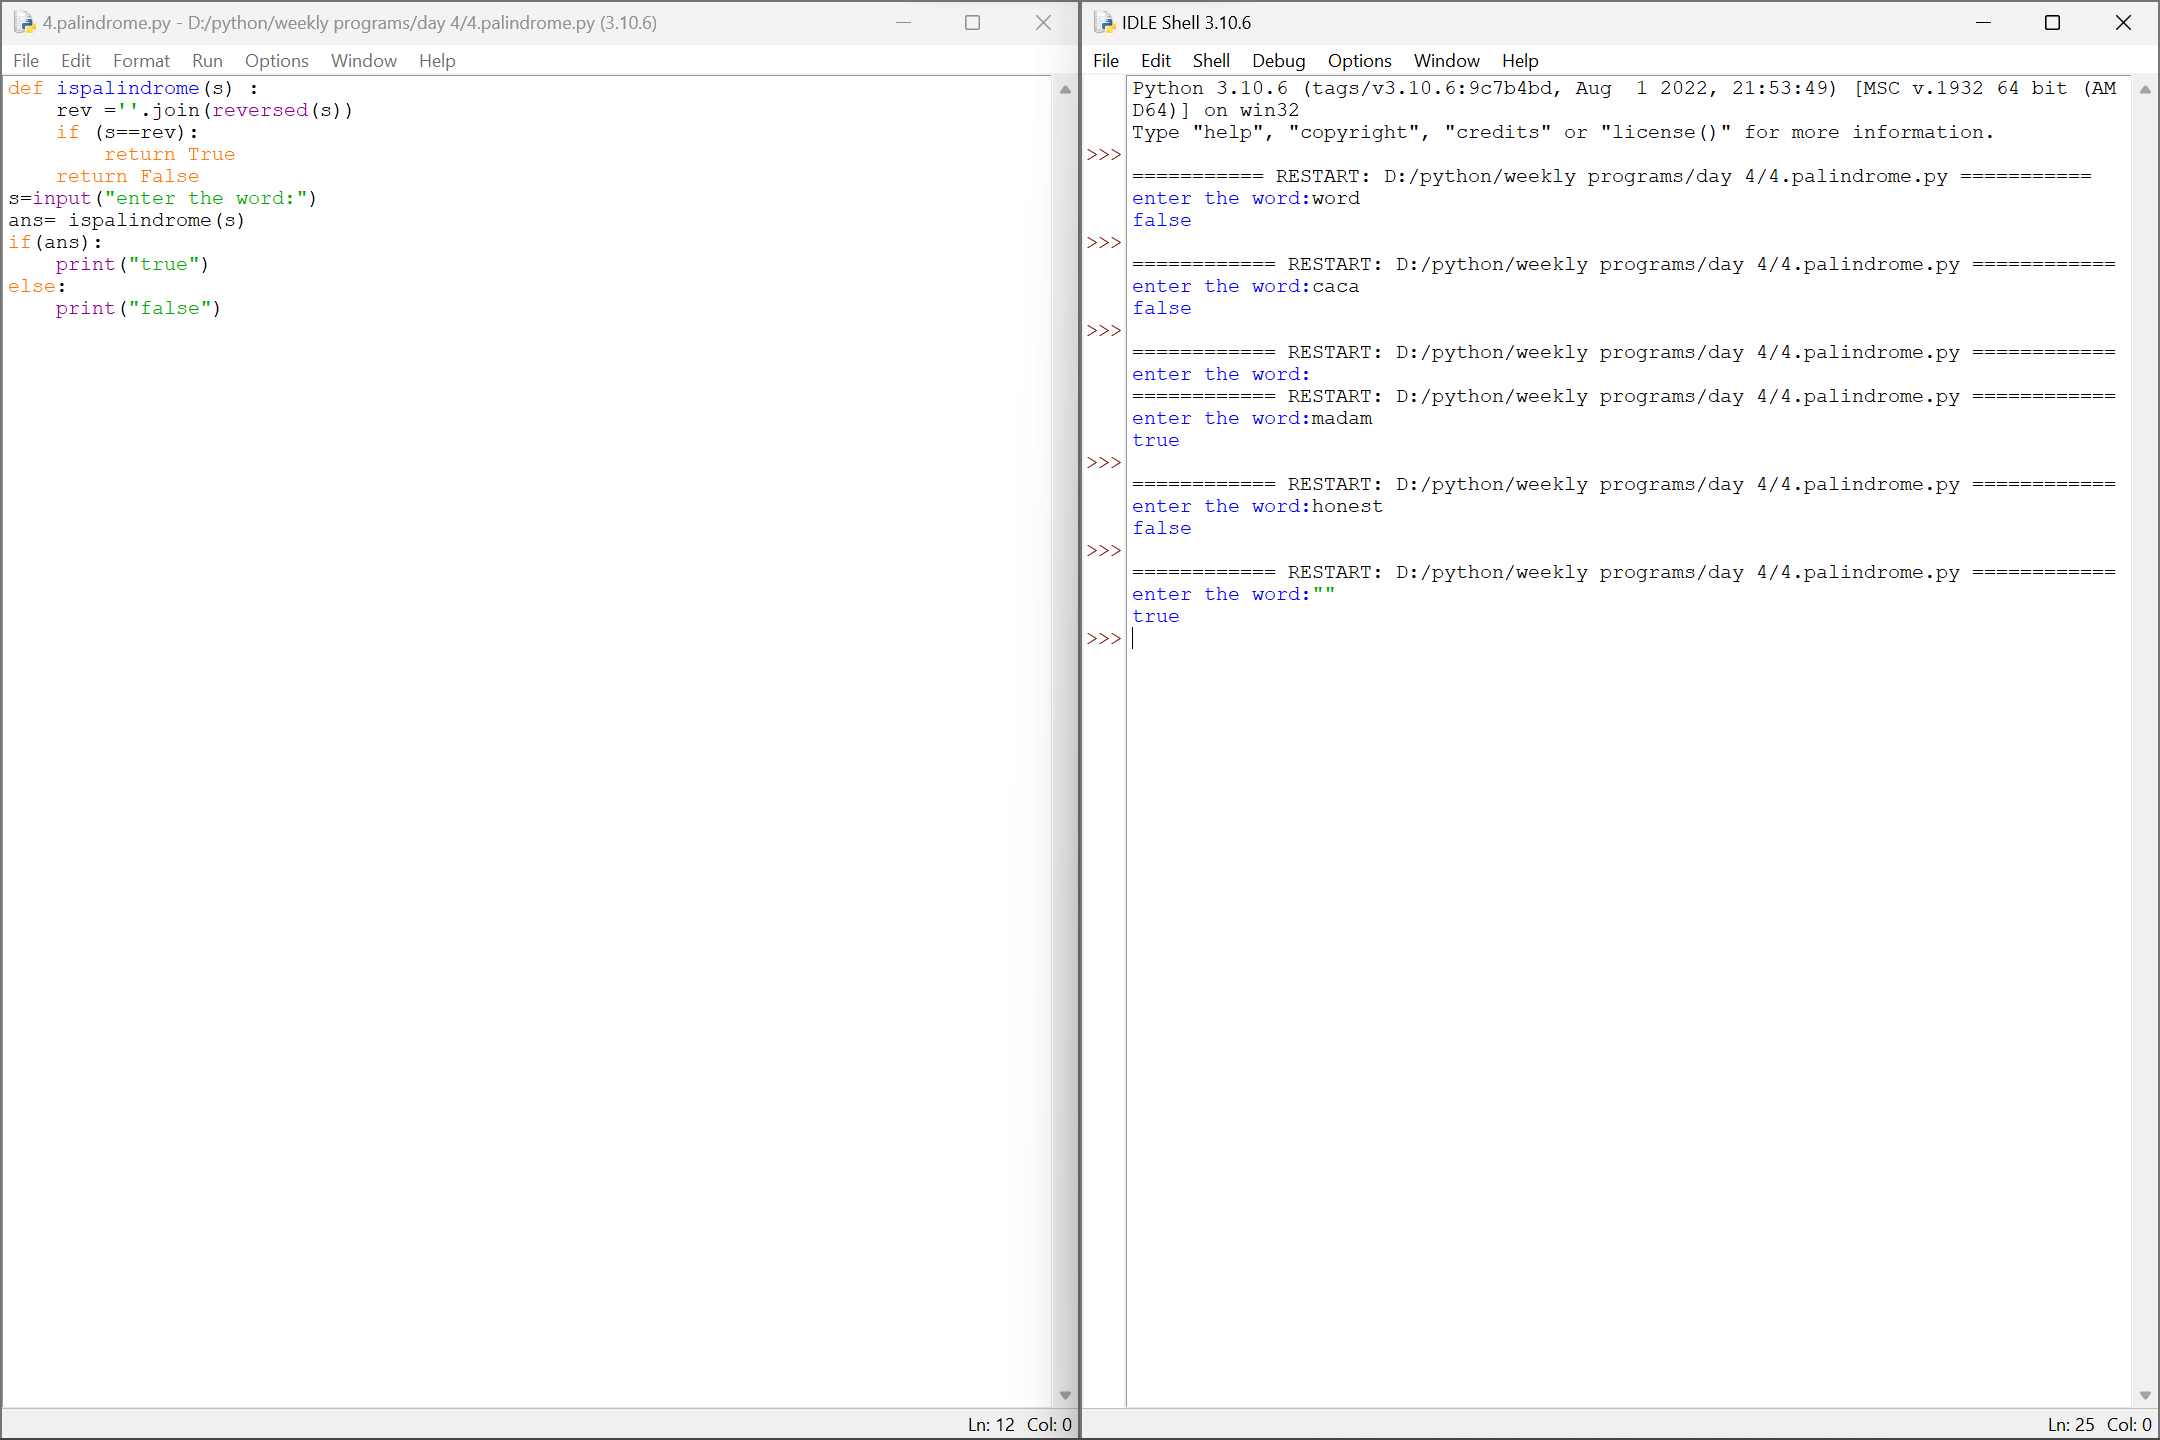 4.palindrome.py - D:/python/weekly programs/day 4/4.palindrome.py (3.10.6)
File Edit Format Run Options Window Help
def ispalindrome(s) :
    rev =''.join(reversed(s))
    if (s==rev):
        return True
    return False
s=input("enter the word:")
ans= ispalindrome(s)
if(ans):
    print("true")
else:
    print("false")
Ln: 12 Col: 0
IDLE Shell 3.10.6
File Edit Shell Debug Options Window Help
Python 3.10.6 (tags/v3.10.6:9c7b4bd, Aug  1 2022, 21:53:49) [MSC v.1932 64 bit (AM
D64)] on win32
Type "help", "copyright", "credits" or "license()" for more information.
>>>
=========== RESTART: D:/python/weekly programs/day 4/4.palindrome.py ===========
enter the word:word
false
>>>
============ RESTART: D:/python/weekly programs/day 4/4.palindrome.py ============
enter the word:caca
false
>>>
============ RESTART: D:/python/weekly programs/day 4/4.palindrome.py ============
enter the word:
============ RESTART: D:/python/weekly programs/day 4/4.palindrome.py ============
enter the word:madam
true
>>>
============ RESTART: D:/python/weekly programs/day 4/4.palindrome.py ============
enter the word:honest
false
>>>
============ RESTART: D:/python/weekly programs/day 4/4.palindrome.py ============
enter the word:""
true
>>>
Ln: 25 Col: 0